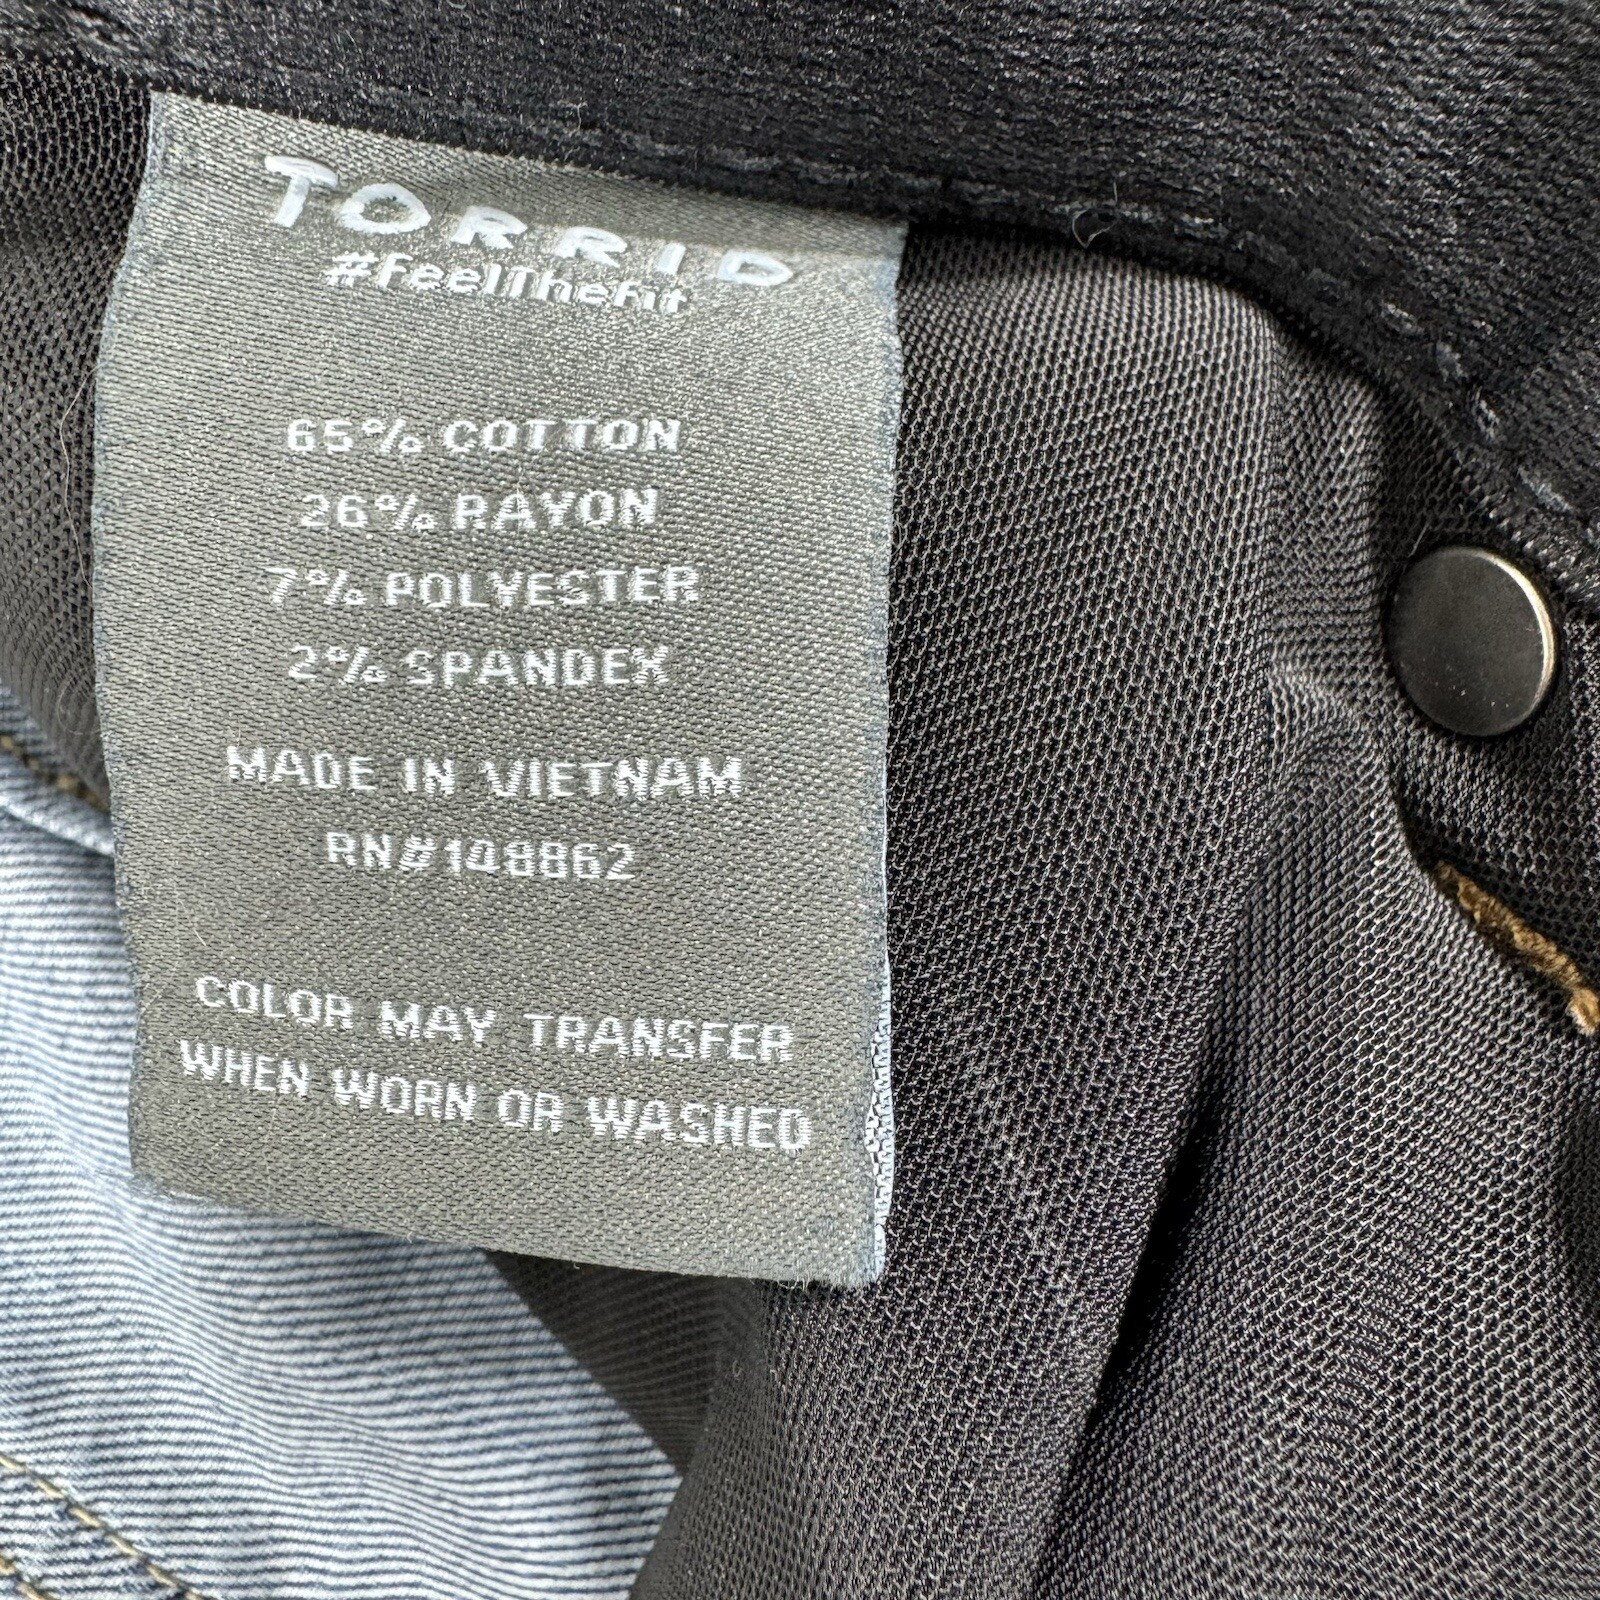 TORRID
#FeelTheFit
65% COTTON
26% RAYON
7% POLYESTER
2% SPANDEX
MADE IN VIETNAM
RN#148862
COLOR MAY TRANSFER
WHEN WORN OR WASHED